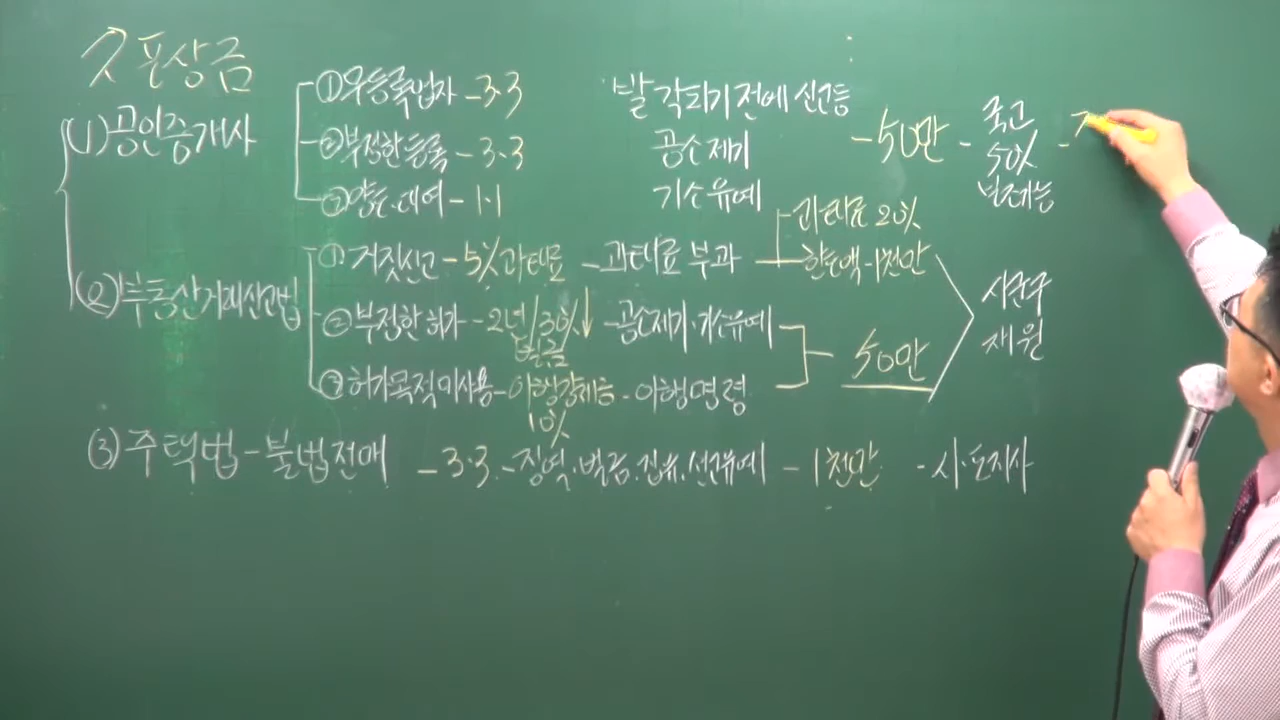 ㅈ포상금
(1)공인중개사
①무등록업자 -3·3
②부정한등록 -3·3
③양도·대여 -1·1
발각되기전에 신고등
공소제기
기소유예
-50만 -
국고
50%
보조가능
-
(2)부동산거래신고법
①거짓신고 -5%과태료 -과태료 부과
과태료 20%
한도액-1천만
②부정한허가 -2년/30%↓
벌금
-공소제기·기소유예
③허가목적미사용 -이행강제금
10%
-이행명령
50만
시군구
재원
(3)주택법 -불법전매 -3·3 -징역·벌금·집유·선고유예 -1천만 -시·도지사